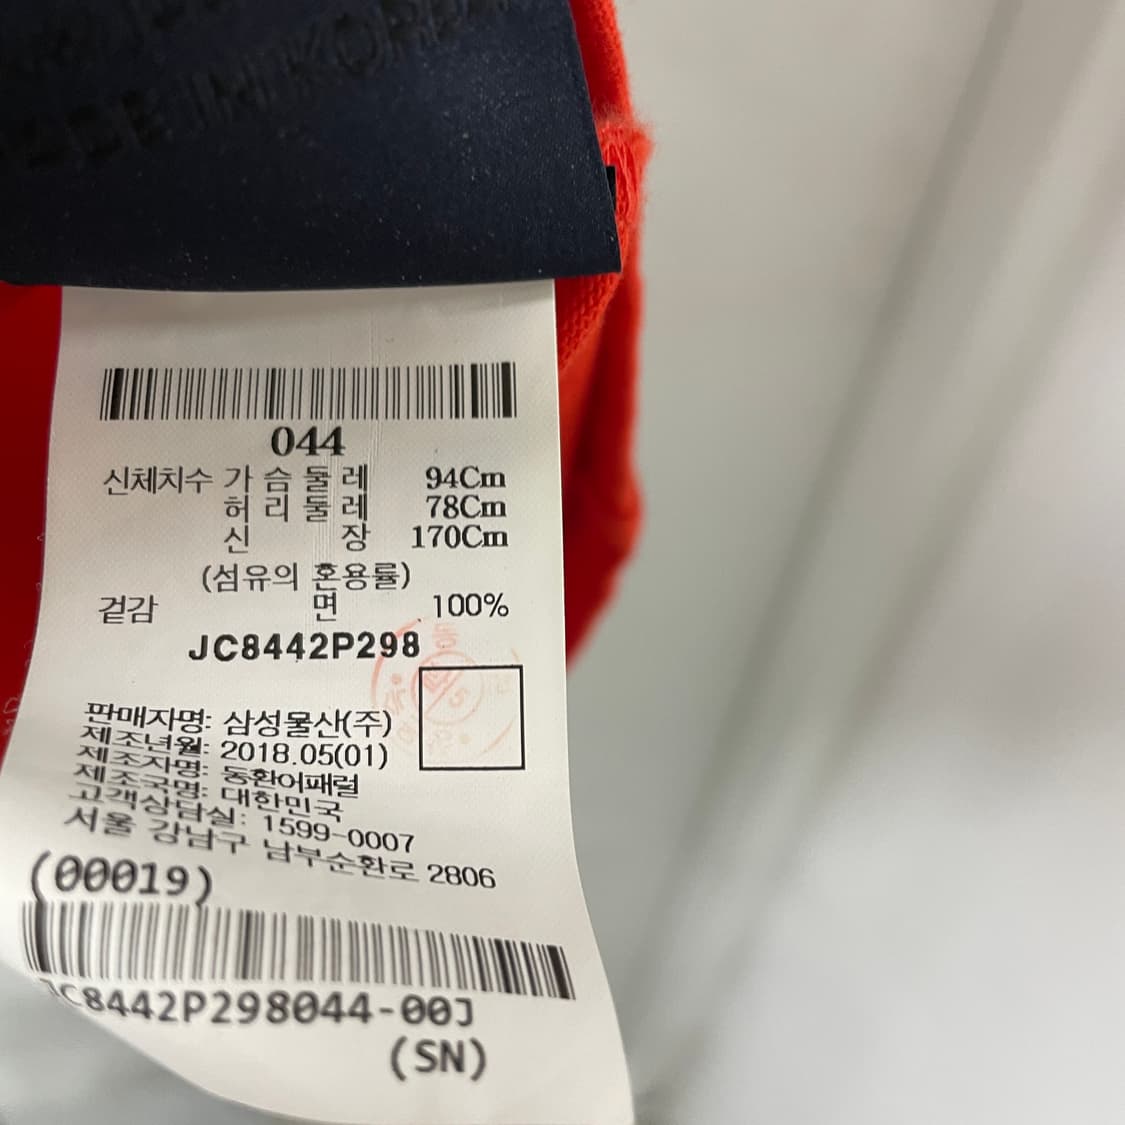 044
신체치수 가슴둘레 94Cm
허리둘레 78Cm
신장 170Cm
(섬유의 혼용률)
겉감 면 100%
JC8442P298
판매자명: 삼성물산(주)
제조년월: 2018.05(01)
제조자명: 동환어패럴
제조국명: 대한민국
고객상담실: 1599-0007
서울 강남구 남부순환로 2806
(00019)
JC8442P298044-00J
(SN)